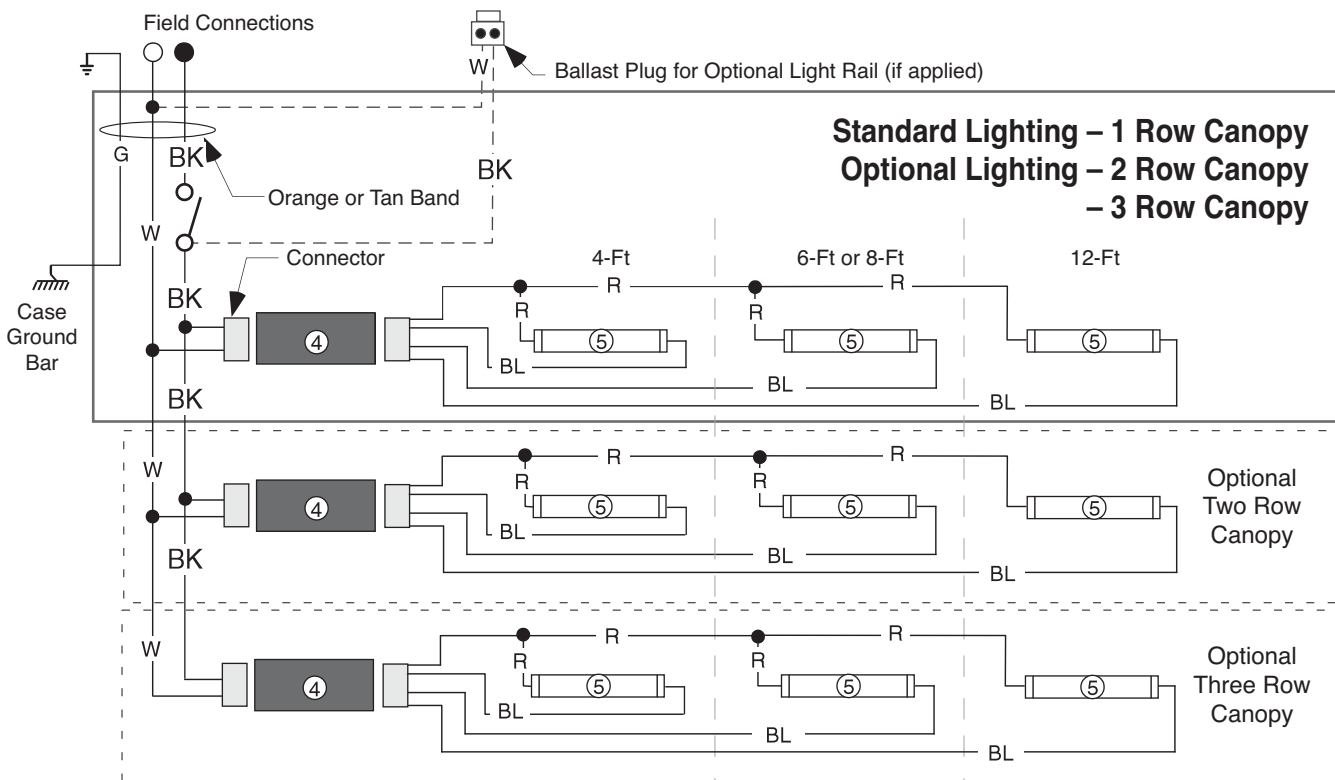 Field Connections
W
Ballast Plug for Optional Light Rail (if applied)
Standard Lighting – 1 Row Canopy
Optional Lighting – 2 Row Canopy
– 3 Row Canopy
G
BK
BK
Orange or Tan Band
W
Connector
4-Ft
6-Ft or 8-Ft
12-Ft
Case
Ground
Bar
BK
R
R
R
R
4
5
5
5
BL
BL
BL
BK
W
R
R
R
R
4
5
5
5
BL
BL
BL
Optional
Two Row
Canopy
BK
W
R
R
R
R
4
5
5
5
BL
BL
BL
Optional
Three Row
Canopy